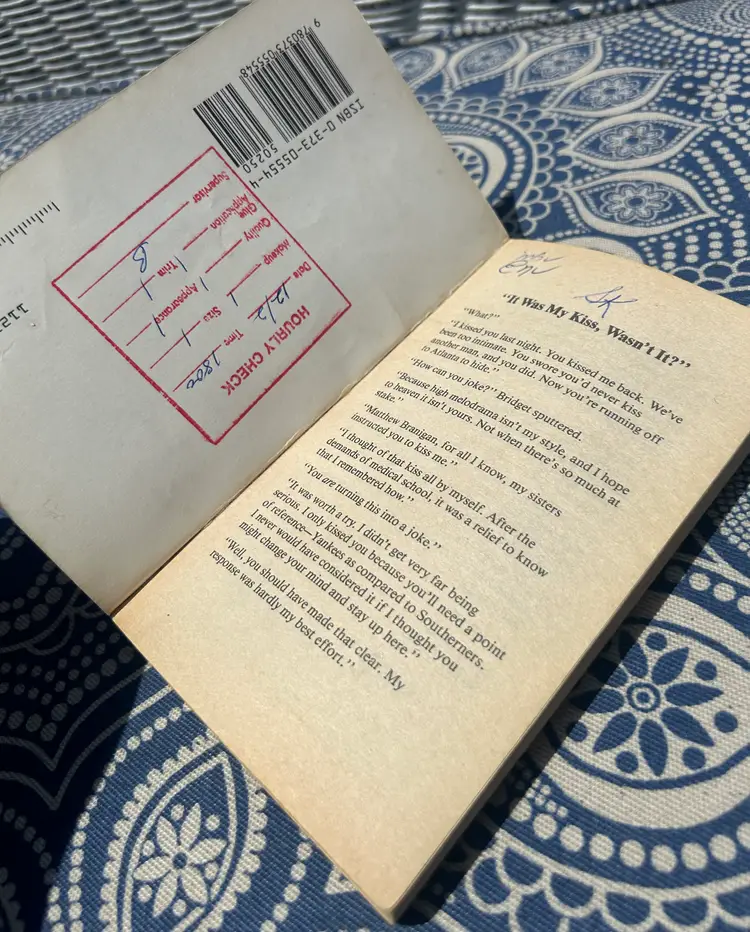 9 780373 055548
50250
ISBN 0-373-05554-4
HOURLY CHECK
Date 12/2 Time 1800
Makeup Size
Quality Appearance
Glue Application Trim
Supervisor B
SK
"It Was My Kiss, Wasn't It?"
"What?"
"I kissed you last night. You kissed me back. We've
been too intimate. You swore you'd never kiss
another man, and you did. Now you're running off
to Atlanta to hide."
"How can you joke?" Bridget sputtered.
"Because high melodrama isn't my style, and I hope
to heaven it isn't yours. Not when there's so much at
stake."
"Matthew Branigan, for all I know, my sisters
instructed you to kiss me."
"I thought of that kiss all by myself. After the
demands of medical school, it was a relief to know
that I remembered how."
"You are turning this into a joke."
"It was worth a try. I didn't get very far being
serious. I only kissed you because you'll need a point
of reference—Yankees as compared to Southerners.
I never would have considered it if I thought you
might change your mind and stay up here."
"Well, you should have made that clear. My
response was hardly my best effort."